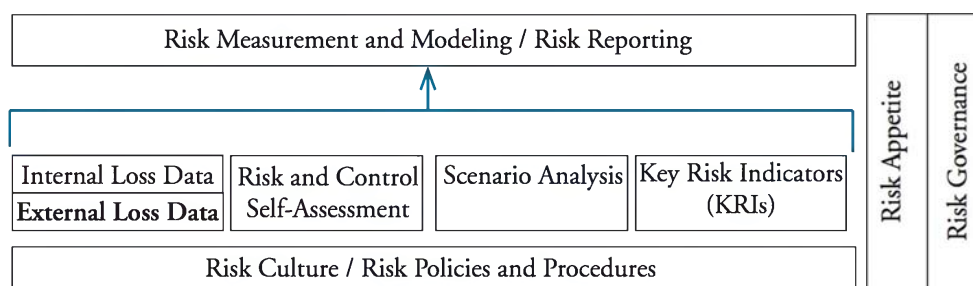 Risk Measurement and Modeling / Risk Reporting
Internal Loss Data
External Loss Data
Risk and Control
Self-Assessment
Scenario Analysis
Key Risk Indicators
(KRIs)
Risk Culture / Risk Policies and Procedures
Risk Appetite
Risk Governance